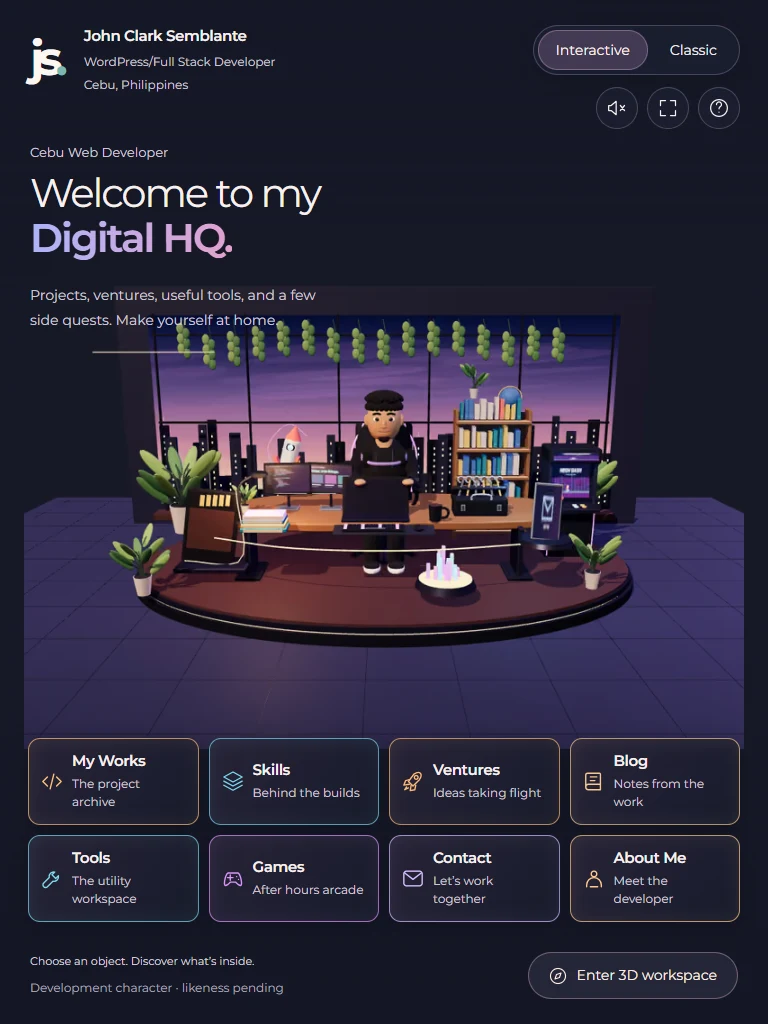 js.
John Clark Semblante
WordPress/Full Stack Developer
Cebu, Philippines
Interactive
Classic
Cebu Web Developer
Welcome to my
Digital HQ.
Projects, ventures, useful tools, and a few
side quests. Make yourself at home.
My Works
The project
archive
Skills
Behind the builds
Ventures
Ideas taking flight
Blog
Notes from the
work
Tools
The utility
workspace
Games
After hours arcade
Contact
Let's work
together
About Me
Meet the
developer
Choose an object. Discover what's inside.
Development character · likeness pending
Enter 3D workspace